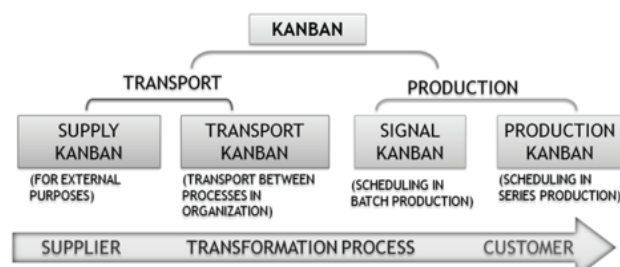 KANBAN
TRANSPORT
PRODUCTION
SUPPLY
KANBAN
TRANSPORT
KANBAN
SIGNAL
KANBAN
PRODUCTION
KANBAN
(FOR EXTERNAL
PURPOSES)
(TRANSPORT BETWEEN
PROCESSES IN
ORGANIZATION)
(SCHEDULING IN
BATCH PRODUCTION)
(SCHEDULING IN
SERIES PRODUCTION)
SUPPLIER TRANSFORMATION PROCESS CUSTOMER